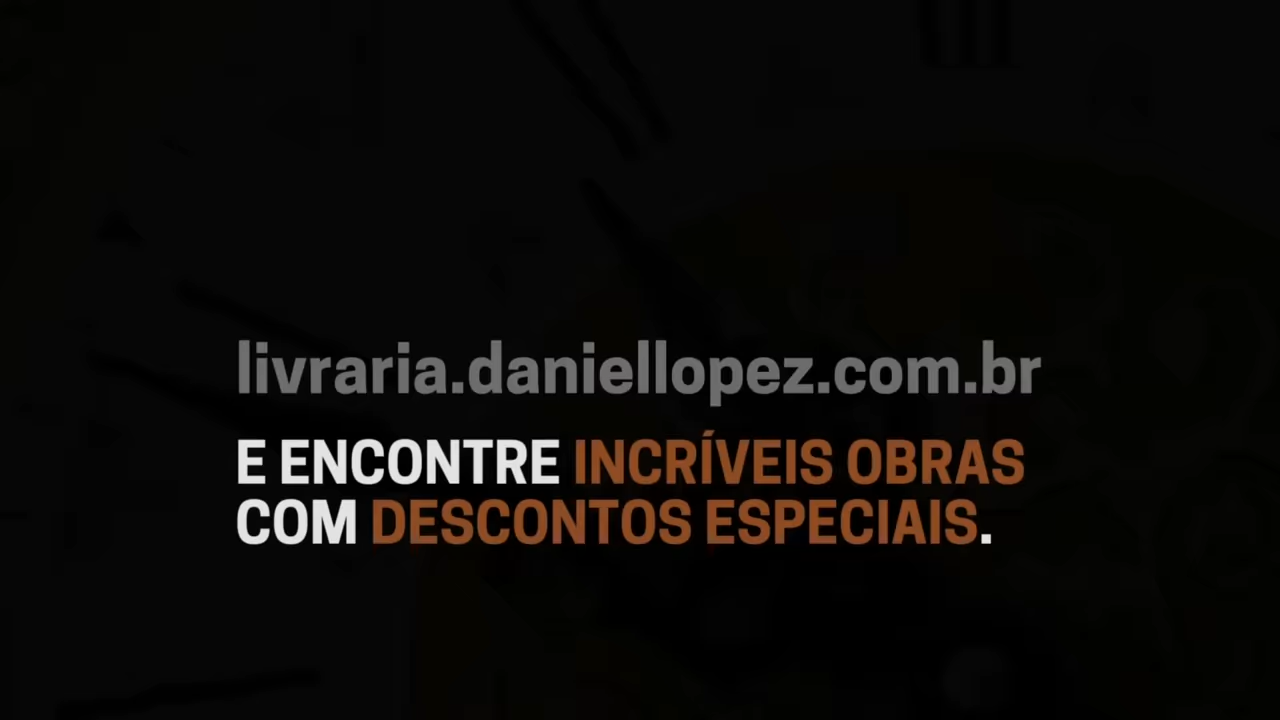 livraria.daniellopez.com.br
E ENCONTRE INCRÍVEIS OBRAS
COM DESCONTOS ESPECIAIS.